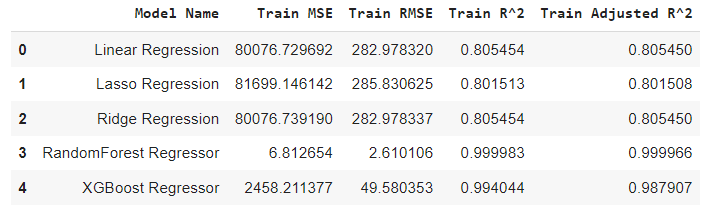 Model Name Train MSE Train RMSE Train R^2 Train Adjusted R^2
0 Linear Regression 80076.729692 282.978320 0.805454 0.805450
1 Lasso Regression 81699.146142 285.830625 0.801513 0.801508
2 Ridge Regression 80076.739190 282.978337 0.805454 0.805450
3 RandomForest Regressor 6.812654 2.610106 0.999983 0.999966
4 XGBoost Regressor 2458.211377 49.580353 0.994044 0.987907